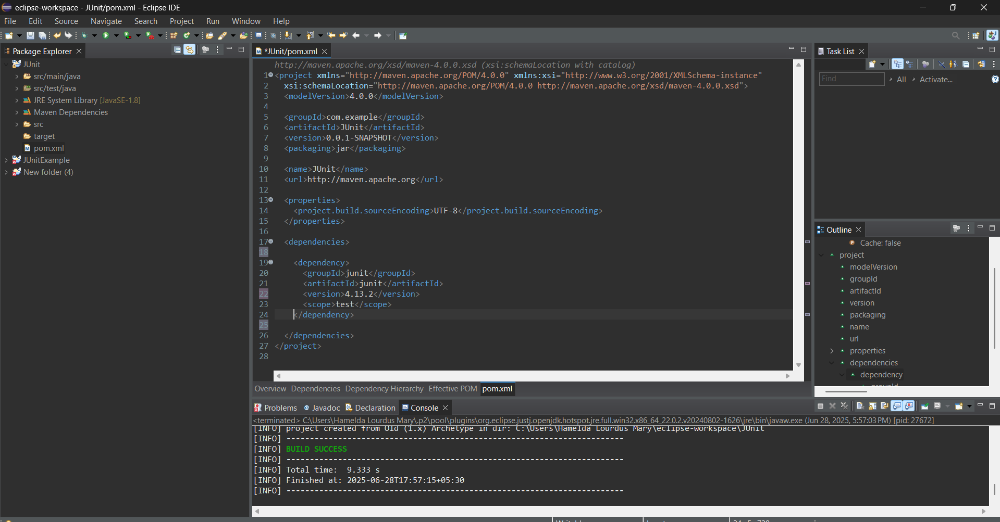 eclipse-workspace - JUnit/pom.xml - Eclipse IDE
File Edit Source Navigate Search Project Run Window Help
Package Explorer
JUnit
src/main/java
src/test/java
JRE System Library [JavaSE-1.8]
Maven Dependencies
src
target
pom.xml
JUnitExample
New folder (4)
*JUnit/pom.xml
http://maven.apache.org/xsd/maven-4.0.0.xsd (xsi:schemaLocation with catalog)
1 <project xmlns="http://maven.apache.org/POM/4.0.0" xmlns:xsi="http://www.w3.org/2001/XMLSchema-instance"
2 xsi:schemaLocation="http://maven.apache.org/POM/4.0.0 http://maven.apache.org/xsd/maven-4.0.0.xsd">
3 <modelVersion>4.0.0</modelVersion>
4
5 <groupId>com.example</groupId>
6 <artifactId>JUnit</artifactId>
7 <version>0.0.1-SNAPSHOT</version>
8 <packaging>jar</packaging>
9
10 <name>JUnit</name>
11 <url>http://maven.apache.org</url>
12
13 <properties>
14 <project.build.sourceEncoding>UTF-8</project.build.sourceEncoding>
15 </properties>
16
17 <dependencies>
18
19 <dependency>
20 <groupId>junit</groupId>
21 <artifactId>junit</artifactId>
22 <version>4.13.2</version>
23 <scope>test</scope>
24 </dependency>
25
26 </dependencies>
27 </project>
28
Overview Dependencies Dependency Hierarchy Effective POM pom.xml
Task List
Find All Activate...
Outline
Cache: false
project
modelVersion
groupId
artifactId
version
packaging
name
url
properties
dependencies
dependency
groupId
Problems Javadoc Declaration Console
<terminated> C:\Users\Hamelda Lourdus Mary\.p2\pool\plugins\org.eclipse.justj.openjdk.hotspot.jre.full.win32.x86_64_22.0.2.v20240802-1626\jre\bin\javaw.exe (Jun 28, 2025, 5:57:03 PM) [pid: 27672]
[INFO] project created from Old (1.x) Archetype in dir: C:\Users\Hamelda Lourdus Mary\eclipse-workspace\JUnit
[INFO] ------------------------------------------------------------------------
[INFO] BUILD SUCCESS
[INFO] ------------------------------------------------------------------------
[INFO] Total time:  9.333 s
[INFO] Finished at: 2025-06-28T17:57:15+05:30
[INFO] ------------------------------------------------------------------------